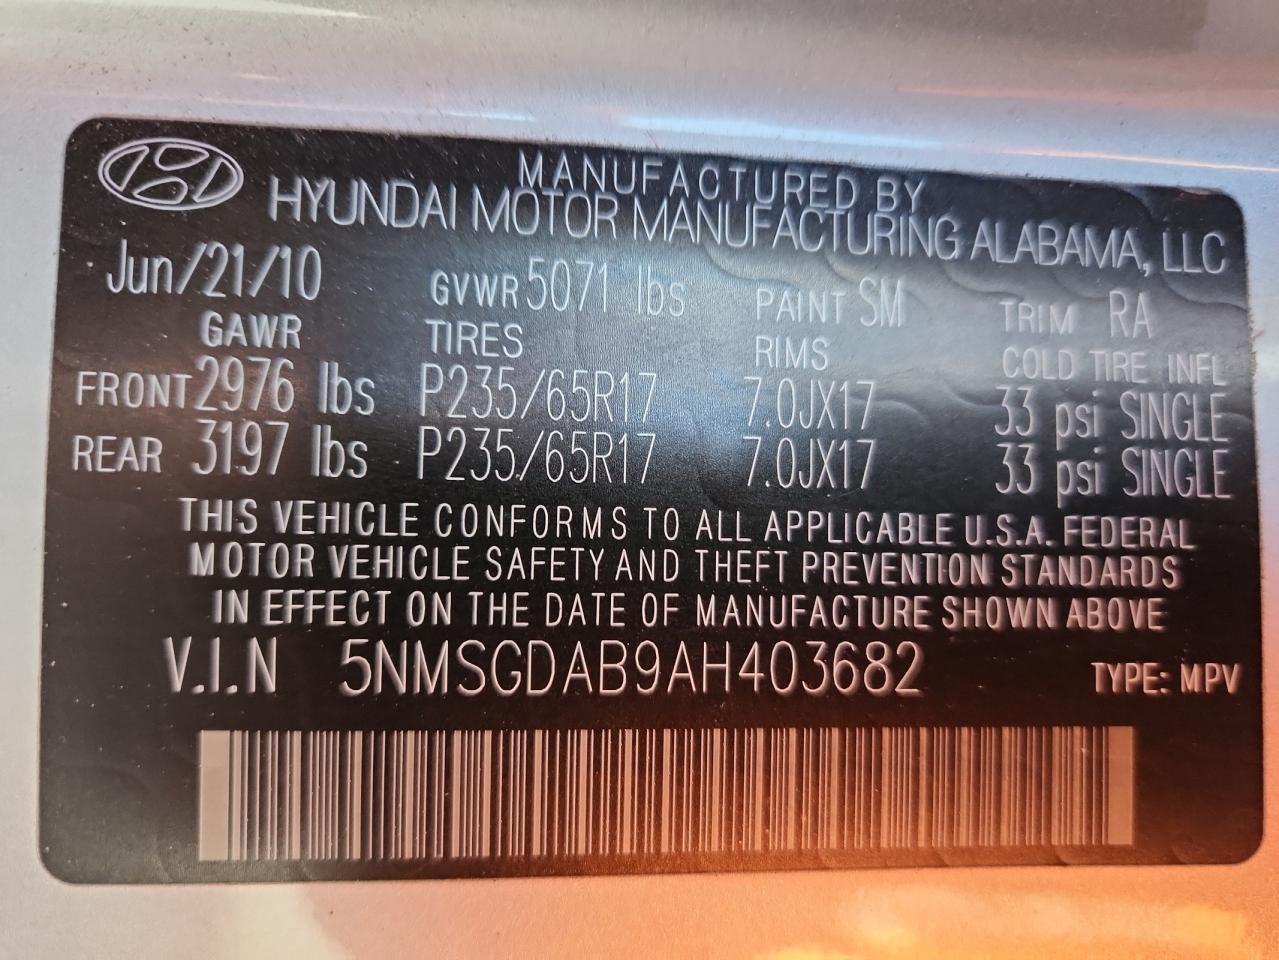 MANUFACTURED BY
HYUNDAI MOTOR MANUFACTURING ALABAMA, LLC
Jun/21/10 GVWR 5071 lbs PAINT SM TRIM RA
GAWR TIRES RIMS COLD TIRE INFL
FRONT 2976 lbs P235/65R17 7.0JX17 33 psi SINGLE
REAR 3197 lbs P235/65R17 7.0JX17 33 psi SINGLE
THIS VEHICLE CONFORMS TO ALL APPLICABLE U.S.A. FEDERAL
MOTOR VEHICLE SAFETY AND THEFT PREVENTION STANDARDS
IN EFFECT ON THE DATE OF MANUFACTURE SHOWN ABOVE
V.I.N 5NMSGDAB9AH403682 TYPE: MPV